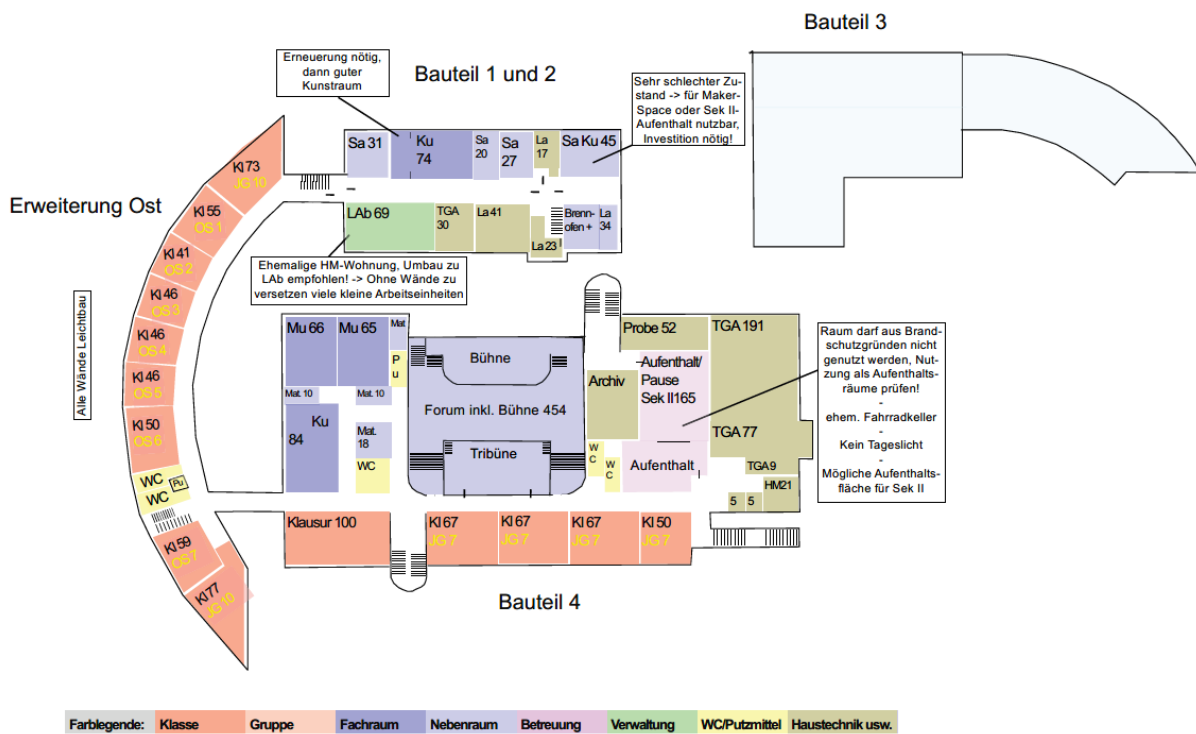 Bauteil 3
Bauteil 1 und 2
Erneuerung nötig,
dann guter
Kunstraum
Sehr schlechter Zu-
stand -> für Maker-
Space oder Sek II-
Aufenthalt nutzbar,
Investition nötig!
Sa 31
Ku
74
Sa
20
Sa
27
La
17
Sa Ku 45
LAb 69
TGA
30
La 41
La 23
Brenn-
ofen +
La
34
Ehemalige HM-Wohnung, Umbau zu
LAb empfohlen! -> Ohne Wände zu
versetzen viele kleine Arbeitseinheiten
Erweiterung Ost
Alle Wände Leichtbau
Kl 73
JG 10
Kl 55
OS 1
Kl 41
OS 2
Kl 46
OS 3
Kl 46
OS 4
Kl 46
OS 5
Kl 50
OS 6
WC
WC
Pu
Kl 59
OS 7
Kl 77
JG 10
Mu 66
Mu 65
Mat
P
u
Mat. 10
Mat. 10
Ku
84
Mat.
18
WC
Bühne
Forum inkl. Bühne 454
Tribüne
Probe 52
TGA 191
Archiv
Aufenthalt/
Pause
Sek II165
W
C
W
C
Aufenthalt
TGA 77
TGA 9
HM21
5
5
Raum darf aus Brand-
schutzgründen nicht
genutzt werden, Nut-
zung als Aufenthalts-
räume prüfen!
-
ehem. Fahrradkeller
-
Kein Tageslicht
-
Mögliche Aufenthalts-
fläche für Sek II
Klausur 100
Kl 67
JG 7
Kl 67
JG 7
Kl 67
JG 7
Kl 50
JG 7
Bauteil 4
Farblegende: Klasse Gruppe Fachraum Nebenraum Betreuung Verwaltung WC/Putzmittel Haustechnik usw.